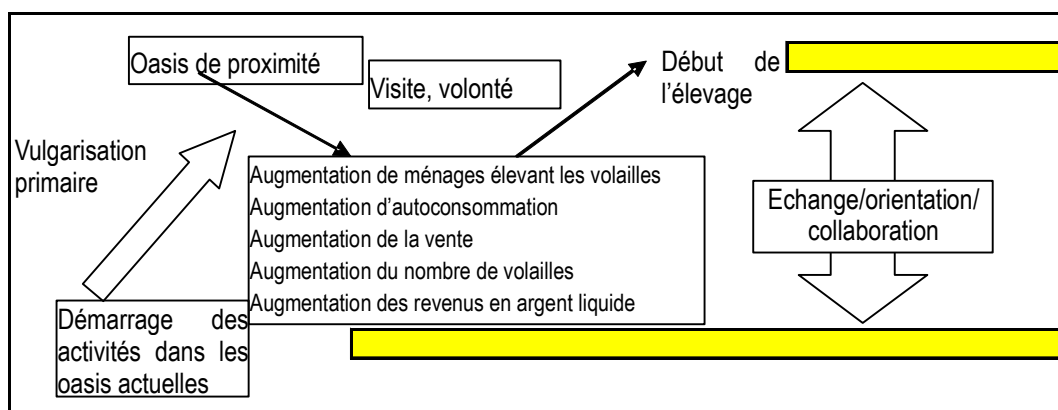 Oasis de proximité
Visite, volonté
Début de
l'élevage
Vulgarisation
primaire
Augmentation de ménages élevant les volailles
Augmentation d'autoconsommation
Augmentation de la vente
Augmentation du nombre de volailles
Augmentation des revenus en argent liquide
Echange/orientation/
collaboration
Démarrage des
activités dans les
oasis actuelles